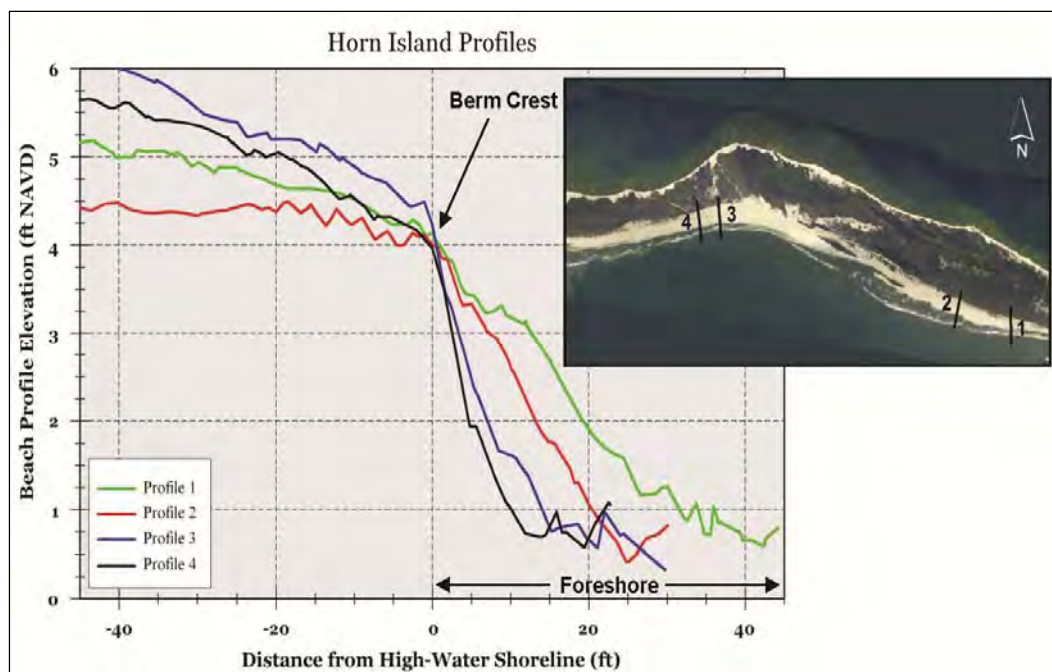 Horn Island Profiles
Beach Profile Elevation (ft NAVD)
6
5
4
3
2
1
0
Berm Crest
N
4 3
2
1
Profile 1
Profile 2
Profile 3
Profile 4
Foreshore
-40 -20 0 20 40
Distance from High-Water Shoreline (ft)